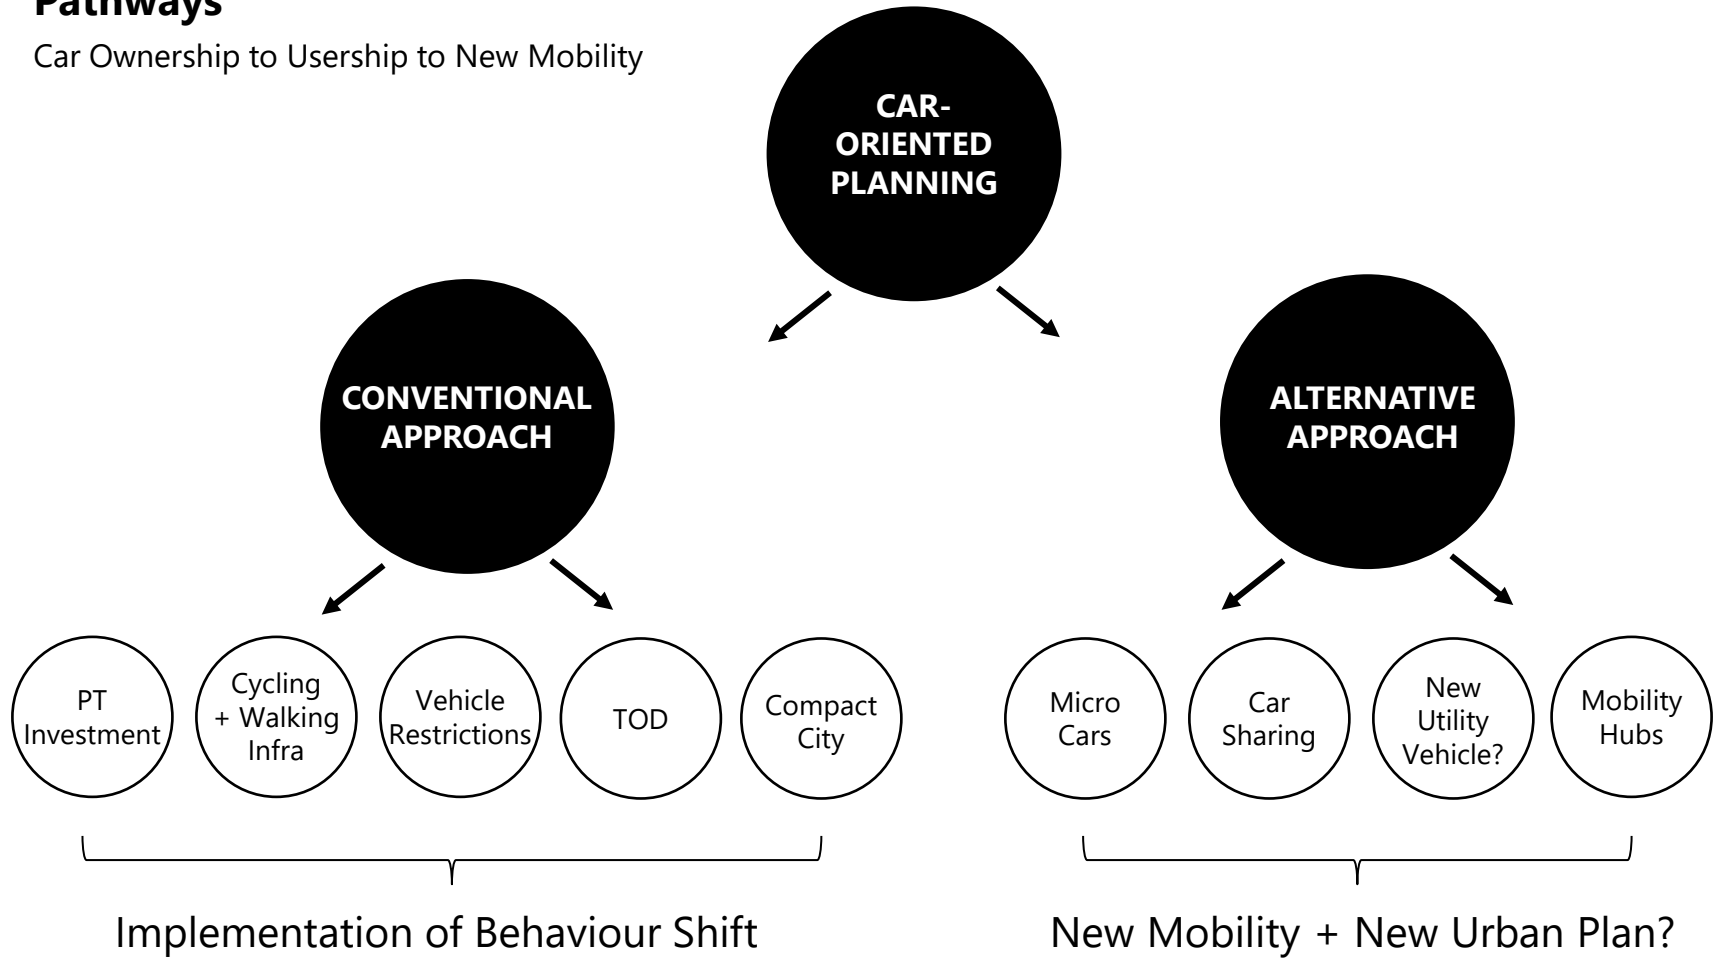 Pathways
Car Ownership to Usership to New Mobility
CAR-
ORIENTED
PLANNING
CONVENTIONAL
APPROACH
ALTERNATIVE
APPROACH
PT
Investment
Cycling
+ Walking
Infra
Vehicle
Restrictions
TOD
Compact
City
Micro
Cars
Car
Sharing
New
Utility
Vehicle?
Mobility
Hubs
Implementation of Behaviour Shift
New Mobility + New Urban Plan?